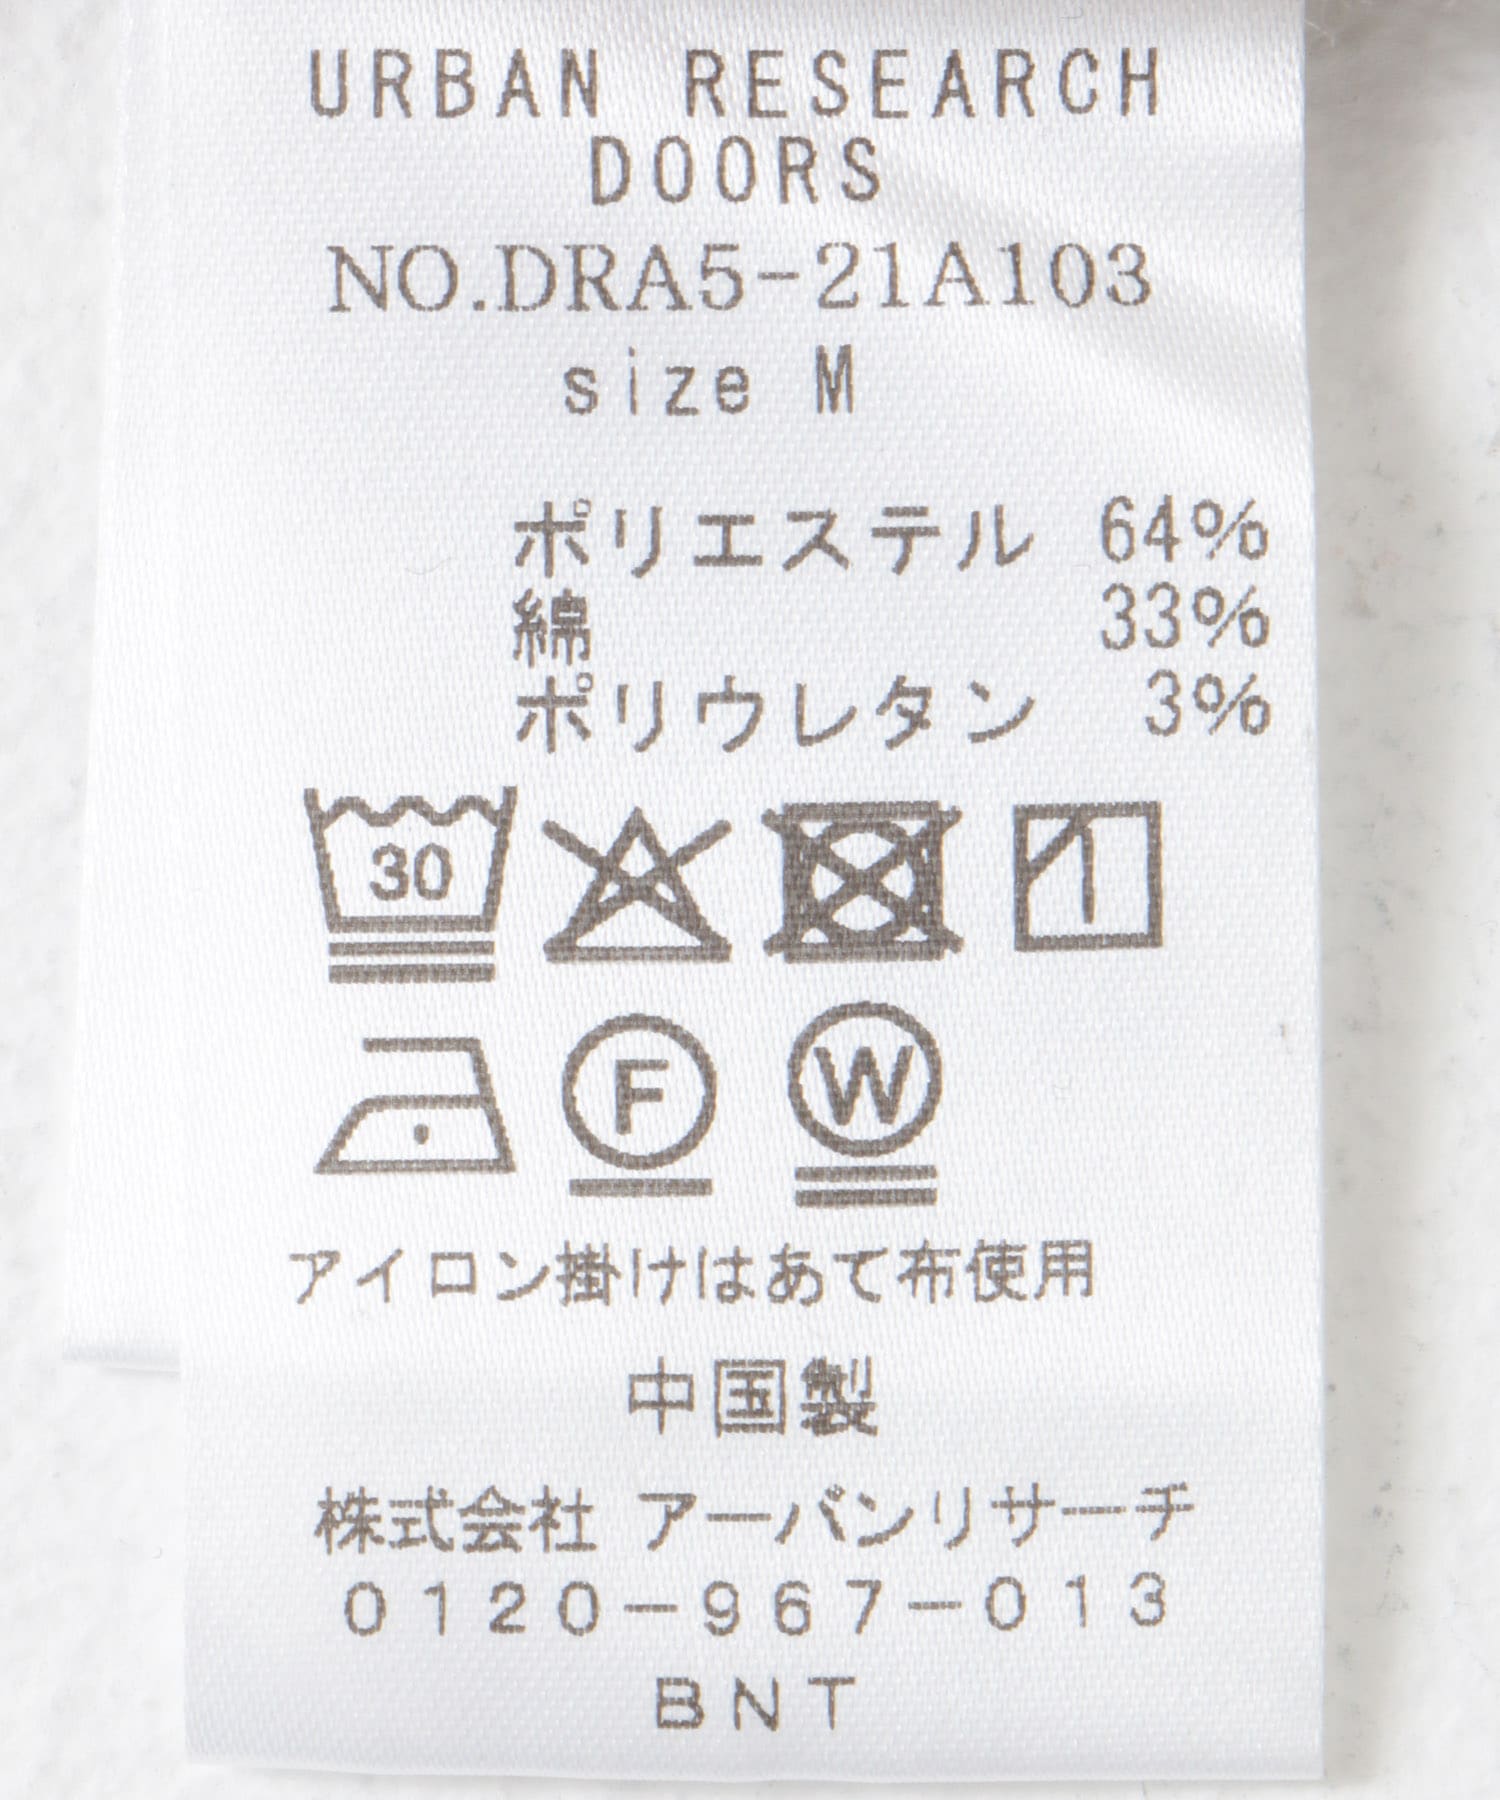 URBAN RESEARCH
DOORS
NO.DRA5-21A103
size M
ポリエステル 64%
綿 33%
ポリウレタン 3%
30
F W
アイロン掛けはあて布使用
中国製
株式会社 アーバンリサーチ
0120-967-013
BNT